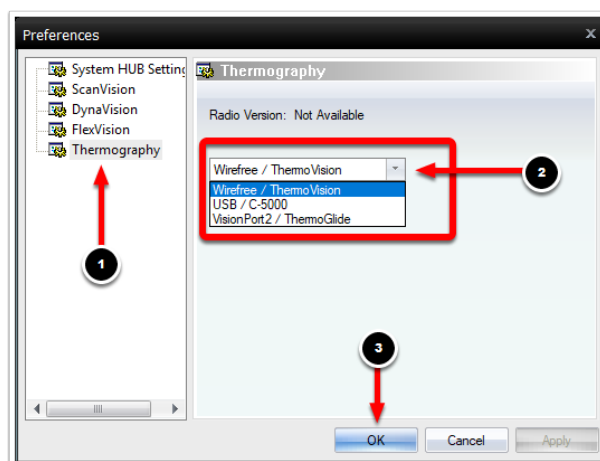 Preferences
x
System HUB Setting
ScanVision
DynaVision
FlexVision
Thermography
Thermography
Radio Version: Not Available
Wirefree / ThermoVision
Wirefree / ThermoVision
USB / C-5000
VisionPort2 / ThermoGlide
2
1
3
OK
Cancel
Apply